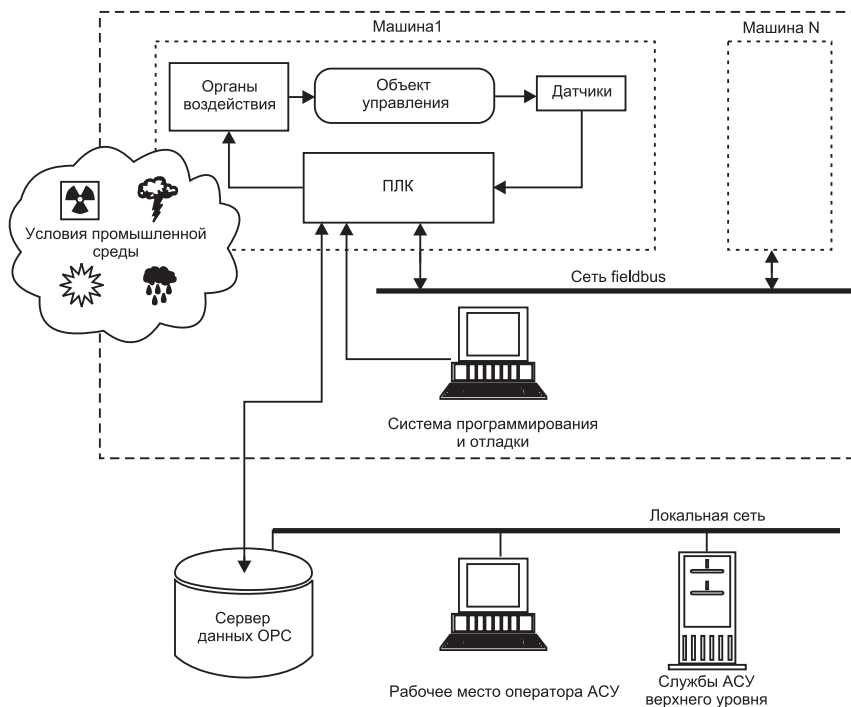 Машина1
Машина N
Органы
воздействия
Объект
управления
Датчики
ПЛК
Условия промышленной
среды
Сеть fieldbus
Система программирования
и отладки
Локальная сеть
Сервер
данных ОРС
Рабочее место оператора АСУ
Службы АСУ
верхнего уровня